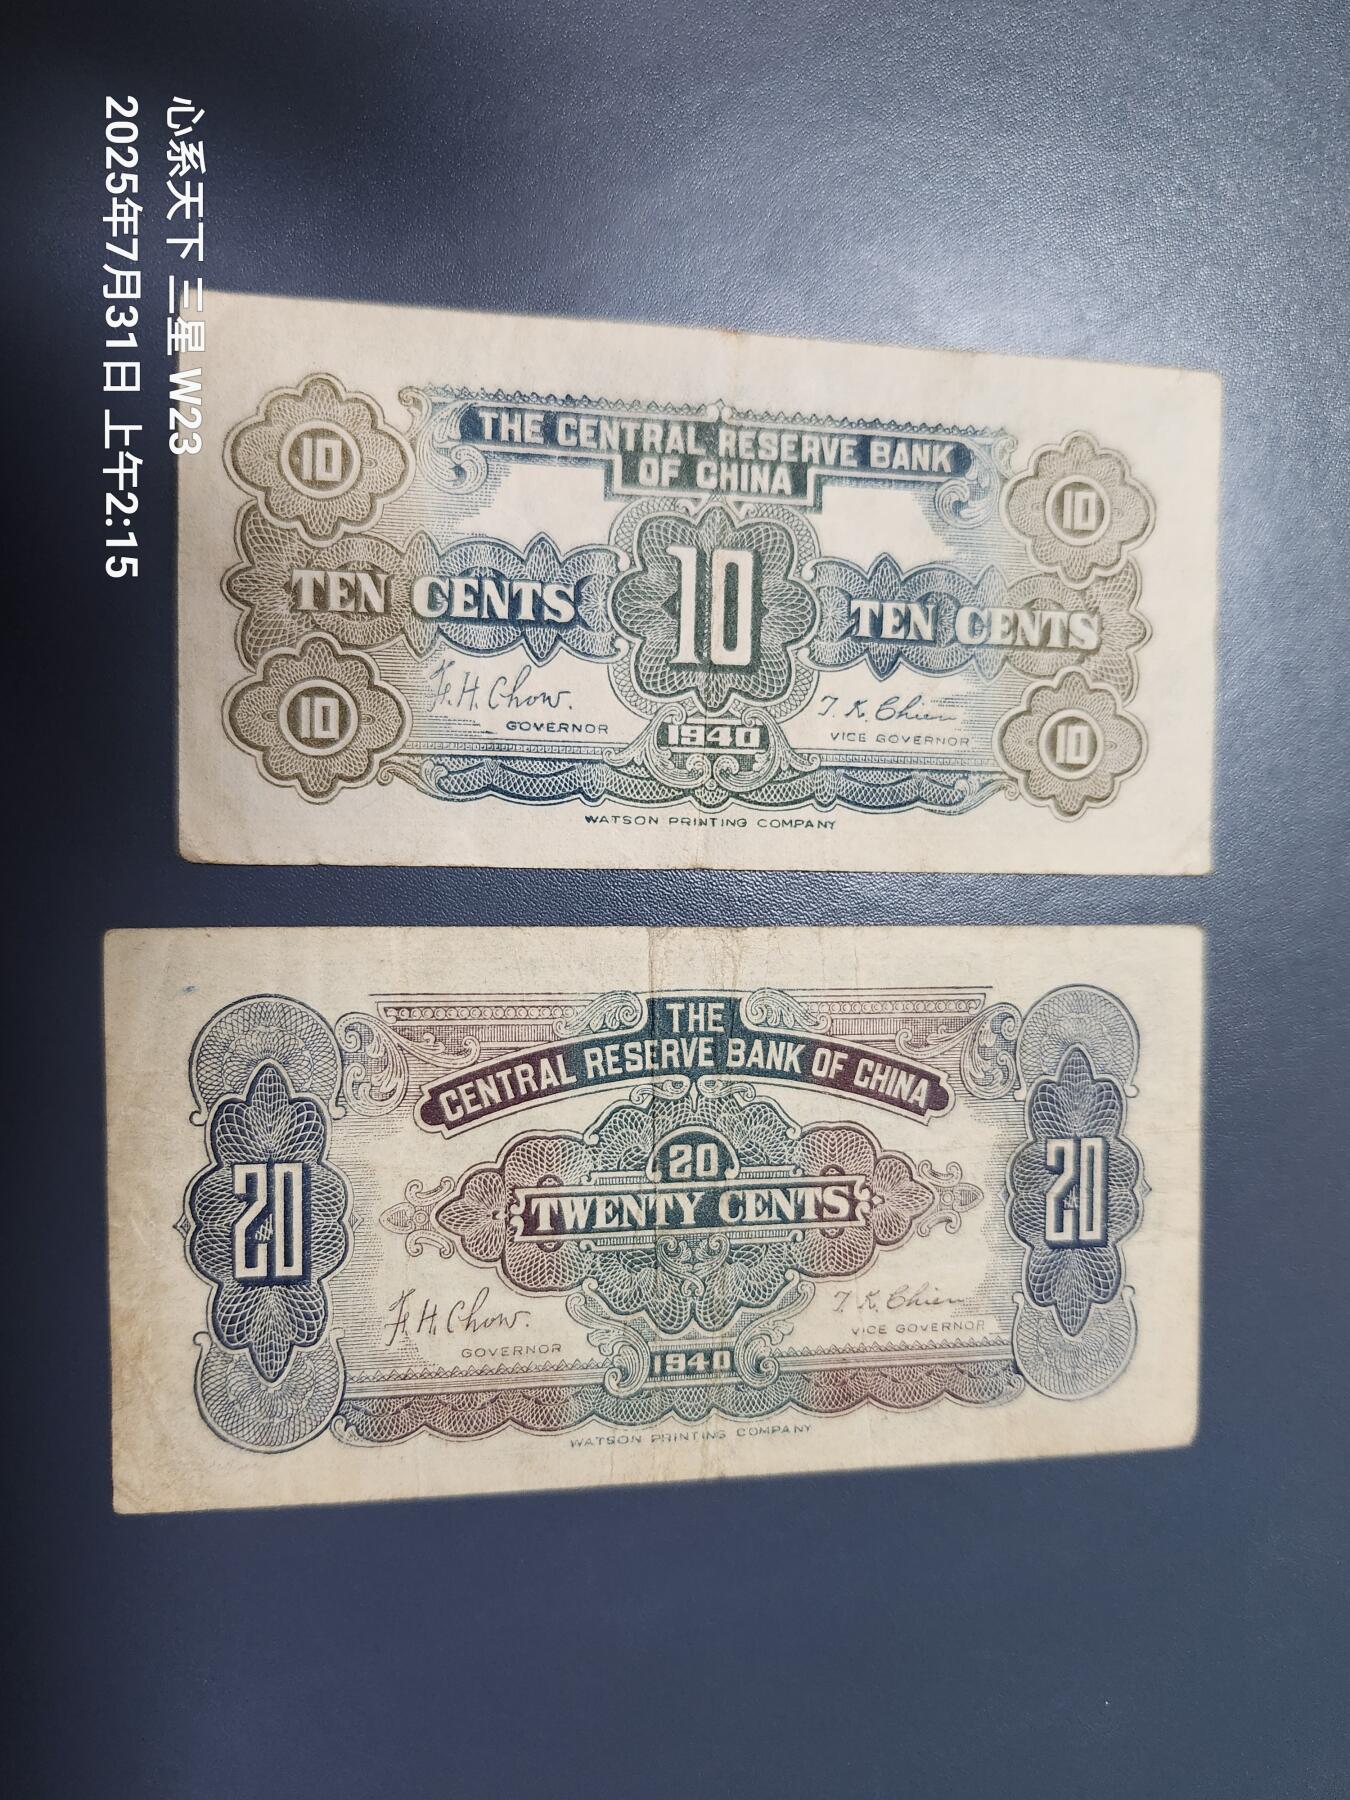 心系天下 三星 W23
2025年7月31日 上午2:15
THE CENTRAL RESERVE BANK
OF CHINA
10
10
TEN CENTS
10
TEN CENTS
F. H. Chow.
GOVERNOR
T. K. Chien
VICE GOVERNOR
10
1940
10
WATSON PRINTING COMPANY
THE
CENTRAL RESERVE BANK OF CHINA
20
20
20
TWENTY CENTS
F. H. Chow.
GOVERNOR
T. K. Chien
VICE GOVERNOR
1940
WATSON PRINTING COMPANY